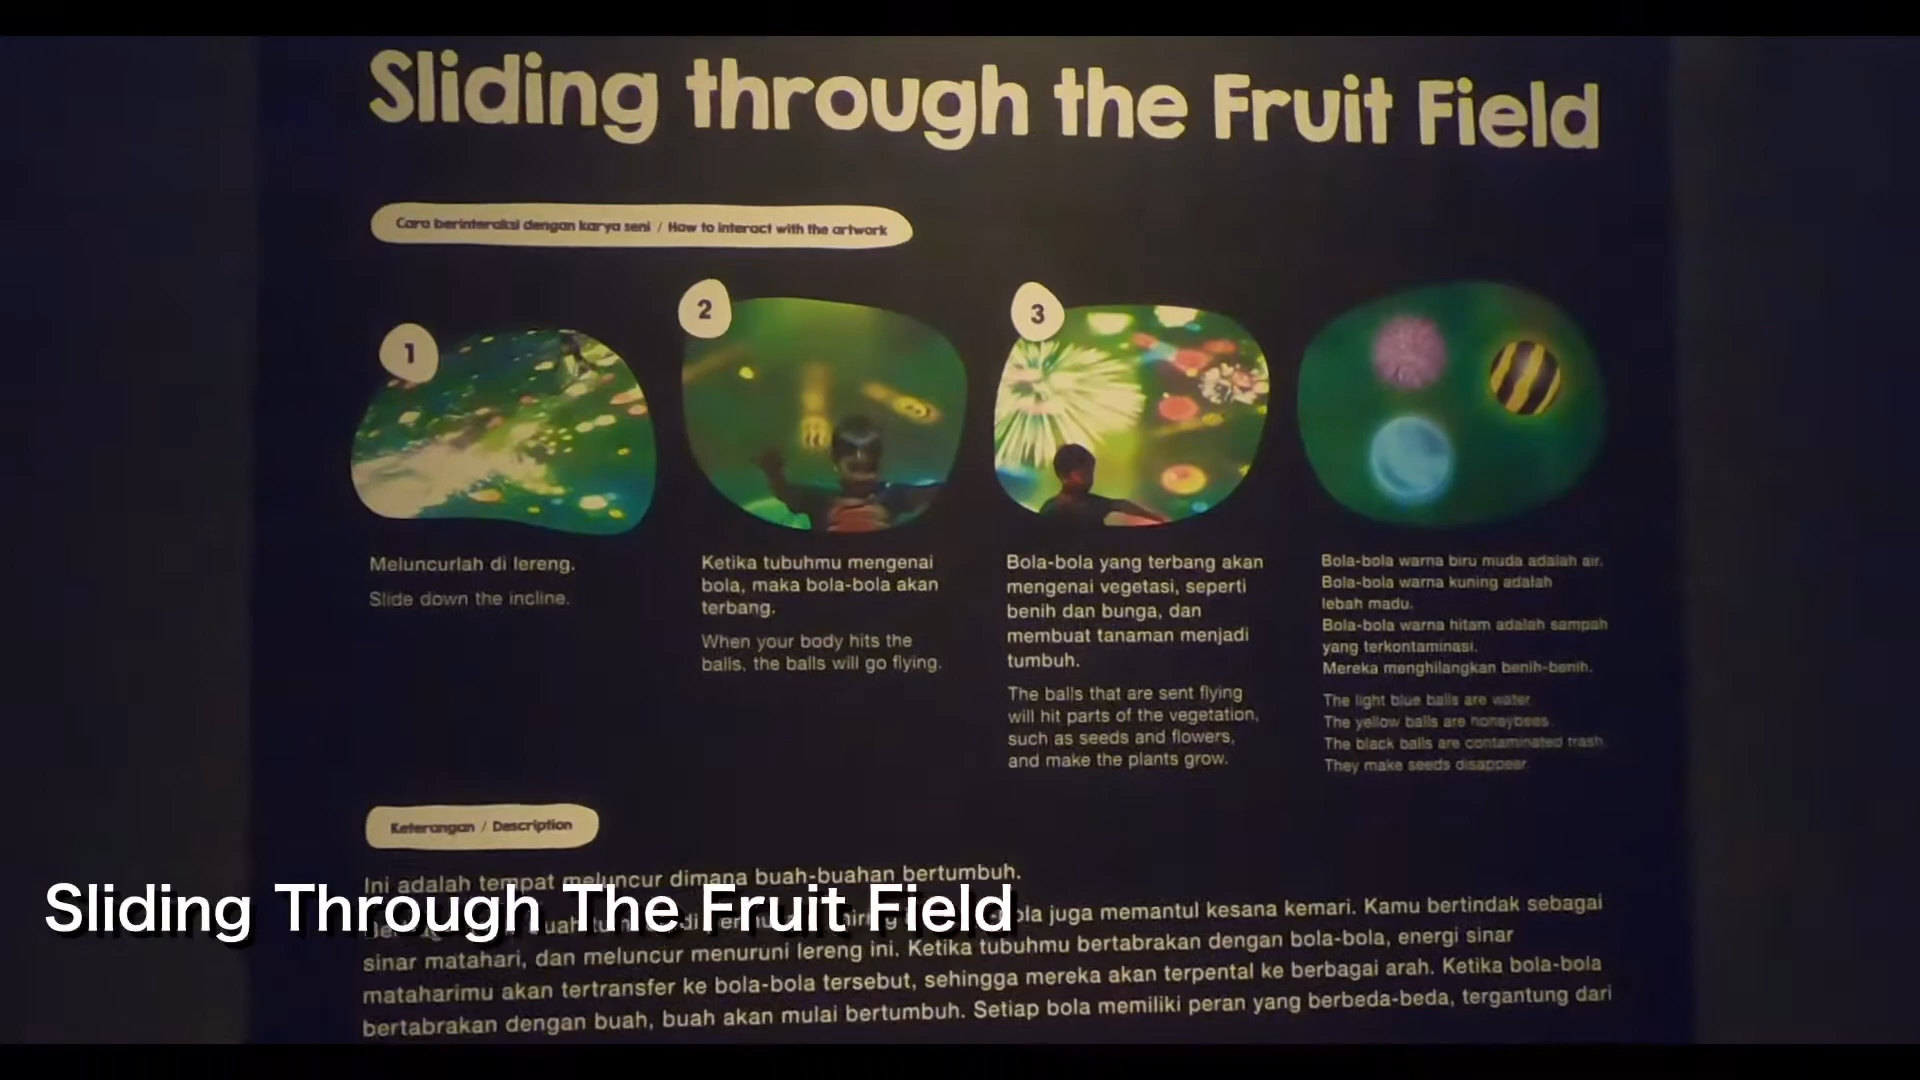 Sliding through the Fruit Field
Cara berinteraksi dengan karya seni / How to interact with the artwork
1
Meluncurlah di lereng.
Slide down the incline.
2
Ketika tubuhmu mengenai
bola, maka bola-bola akan
terbang.
When your body hits the
balls, the balls will go flying.
3
Bola-bola yang terbang akan
mengenai vegetasi, seperti
benih dan bunga, dan
membuat tanaman menjadi
tumbuh.
The balls that are sent flying
will hit parts of the vegetation,
such as seeds and flowers,
and make the plants grow.
Bola-bola warna biru muda adalah air.
Bola-bola warna kuning adalah
lebah madu.
Bola-bola warna hitam adalah sampah
yang terkontaminasi.
Mereka menghilangkan benih-benih.
The light blue balls are water.
The yellow balls are honeybees.
The black balls are contaminated trash.
They make seeds disappear.
Keterangan / Description
Ini adalah tempat meluncur dimana buah-buahan bertumbuh.
juga memantul kesana kemari. Kamu bertindak sebagai
sinar matahari, dan meluncur menuruni lereng ini. Ketika tubuhmu bertabrakan dengan bola-bola, energi sinar
mataharimu akan tertransfer ke bola-bola tersebut, sehingga mereka akan terpental ke berbagai arah. Ketika bola-bola
bertabrakan dengan buah, buah akan mulai bertumbuh. Setiap bola memiliki peran yang berbeda-beda, tergantung dari
Sliding Through The Fruit Field